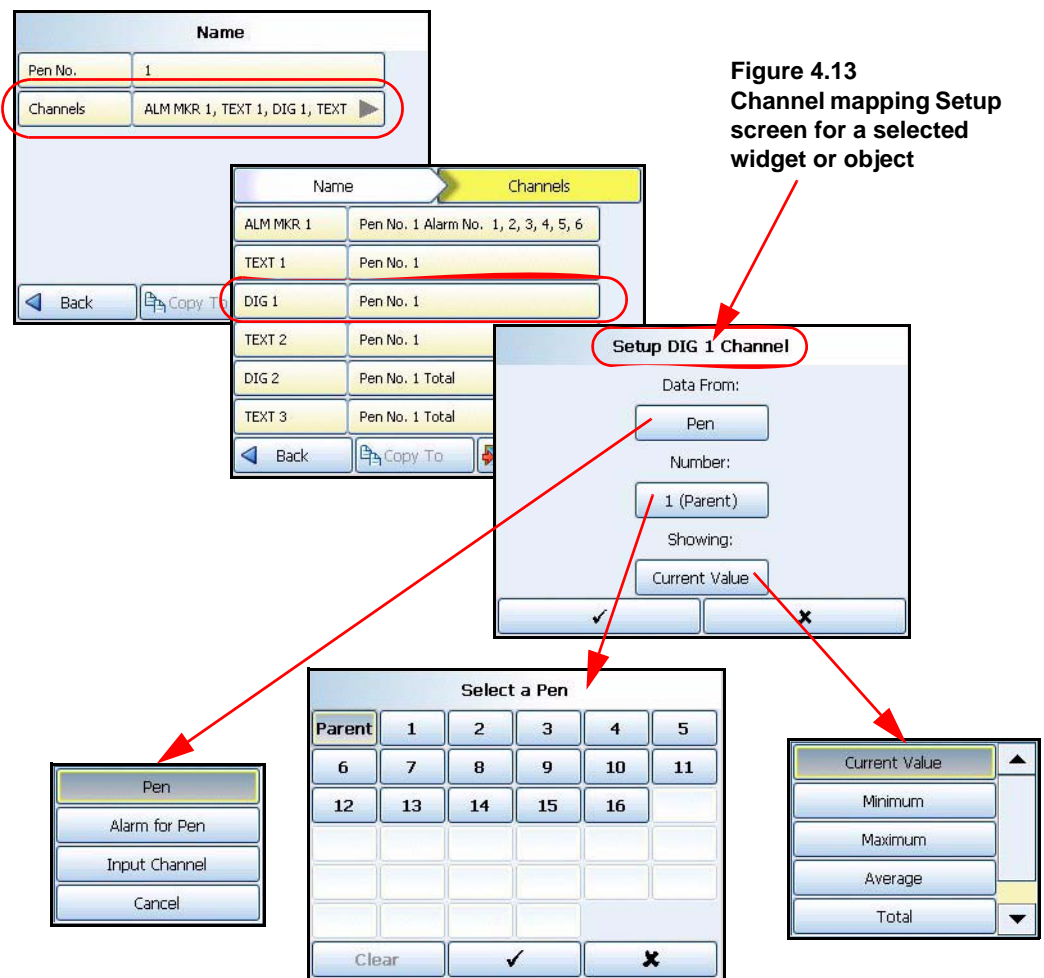 Name
Pen No. 1
Channels ALM MKR 1, TEXT 1, DIG 1, TEXT
Back Copy To
Figure 4.13
Channel mapping Setup
screen for a selected
widget or object
Name Channels
ALM MKR 1 Pen No. 1 Alarm No. 1, 2, 3, 4, 5, 6
TEXT 1 Pen No. 1
DIG 1 Pen No. 1
TEXT 2 Pen No. 1
DIG 2 Pen No. 1 Total
TEXT 3 Pen No. 1 Total
Back Copy To
Setup DIG 1 Channel
Data From:
Pen
Number:
1 (Parent)
Showing:
Current Value
✓ ✗
Pen
Alarm for Pen
Input Channel
Cancel
Select a Pen
Parent 1 2 3 4 5
6 7 8 9 10 11
12 13 14 15 16
Clear ✓ ✗
Current Value
Minimum
Maximum
Average
Total